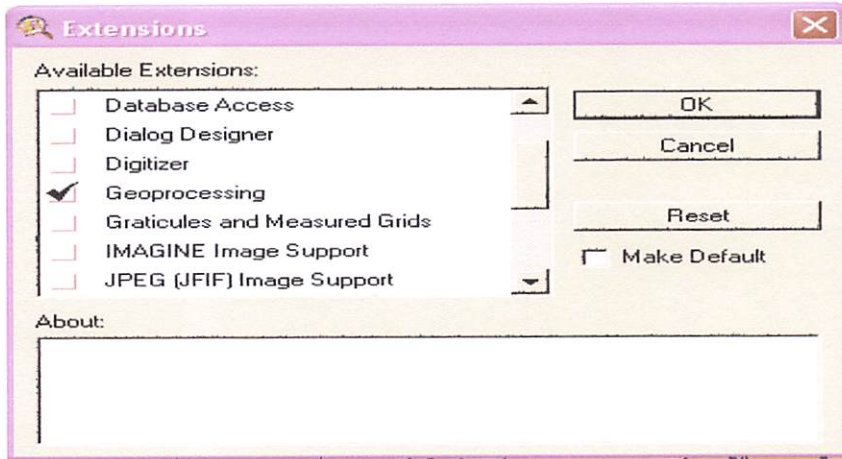 Extensions
Available Extensions:
Database Access
Dialog Designer
Digitizer
Geoprocessing
Graticules and Measured Grids
IMAGINE Image Support
JPEG (JFIF) Image Support
OK
Cancel
Reset
Make Default
About: